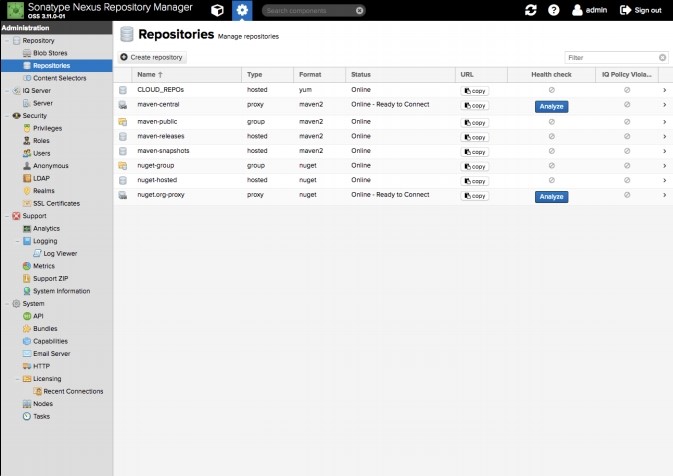 Sonatype Nexus Repository Manager
OSS 3.11.0-01
Search components
admin
Sign out
Administration
Repository
Blob Stores
Repositories
Content Selectors
IQ Server
Server
Security
Privileges
Roles
Users
Anonymous
LDAP
Realms
SSL Certificates
Support
Analytics
Logging
Log Viewer
Metrics
Support ZIP
System Information
System
API
Bundles
Capabilities
Email Server
HTTP
Licensing
Recent Connections
Nodes
Tasks
Repositories Manage repositories
Create repository
Filter
Name ↑ Type Format Status URL Health check IQ Policy Viola...
CLOUD_REPOs hosted yum Online copy
maven-central proxy maven2 Online - Ready to Connect copy Analyze
maven-public group maven2 Online copy
maven-releases hosted maven2 Online copy
maven-snapshots hosted maven2 Online copy
nuget-group group nuget Online copy
nuget-hosted hosted nuget Online copy
nuget.org-proxy proxy nuget Online - Ready to Connect copy Analyze